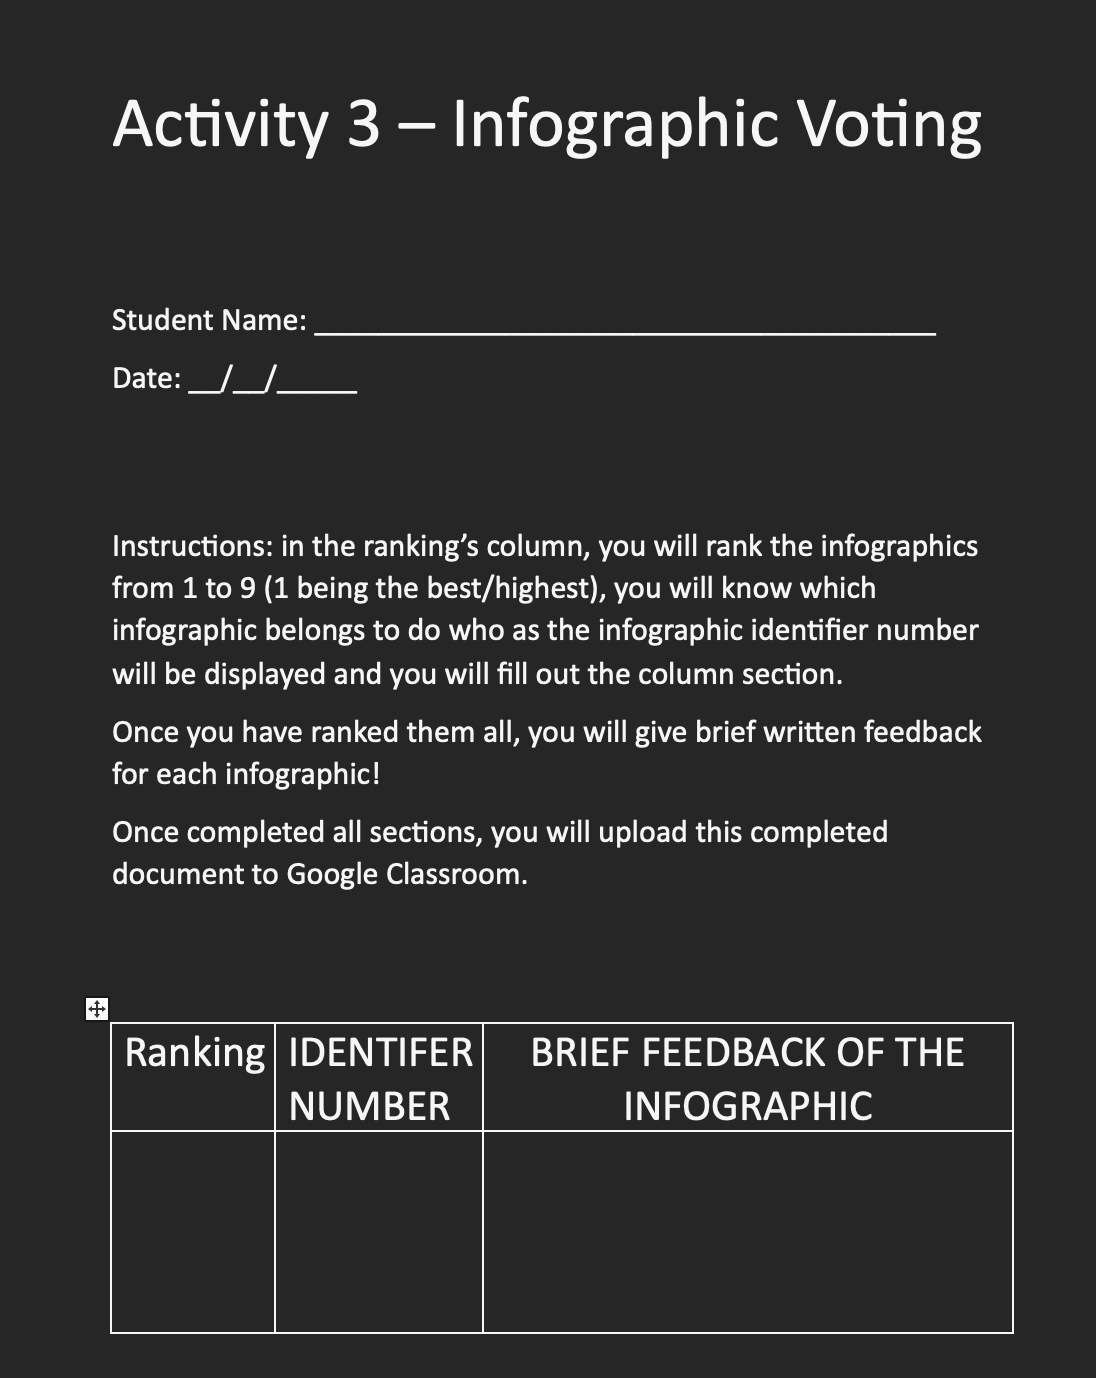 Activity 3 – Infographic Voting
Student Name: _______________________________________
Date: __/__/_____
Instructions: in the ranking’s column, you will rank the infographics
from 1 to 9 (1 being the best/highest), you will know which
infographic belongs to do who as the infographic identifier number
will be displayed and you will fill out the column section.
Once you have ranked them all, you will give brief written feedback
for each infographic!
Once completed all sections, you will upload this completed
document to Google Classroom.
Ranking
IDENTIFER
NUMBER
BRIEF FEEDBACK OF THE
INFOGRAPHIC